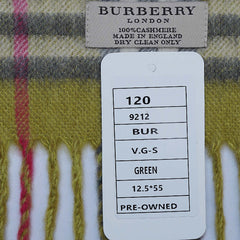 BURBERRY
LONDON
100% CASHMERE
MADE IN ENGLAND
DRY CLEAN ONLY
120
9212
BUR
V.G-S
GREEN
12.5*55
PRE-OWNED